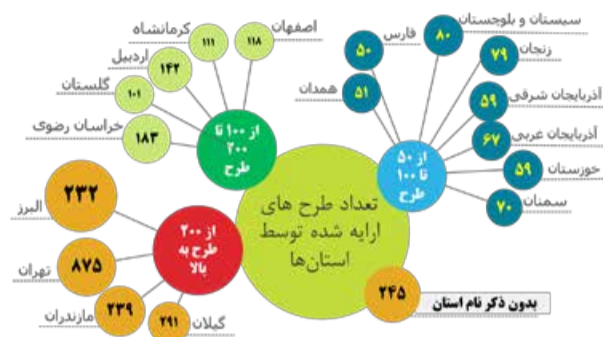 تعداد طرح های
ارایه شده توسط
استان‌ها
از ۵۰
تا ۱۰۰
طرح
سیستان و بلوچستان
۸۰
فارس
۵۰
زنجان
۷۹
همدان
۵۱
آذربایجان شرقی
۵۹
آذربایجان غربی
۶۷
خوزستان
۵۹
سمنان
۷۰
از ۱۰۰ تا
۲۰۰
طرح
اصفهان
۱۱۸
کرمانشاه
۱۱۱
اردبیل
۱۴۲
گلستان
۱۰۱
خراسان رضوی
۱۸۳
از ۲۰۰
طرح به
بالا
البرز
۲۳۲
تهران
۸۷۵
مازندران
۲۳۹
گیلان
۲۹۱
بدون ذکر نام استان
۲۴۵